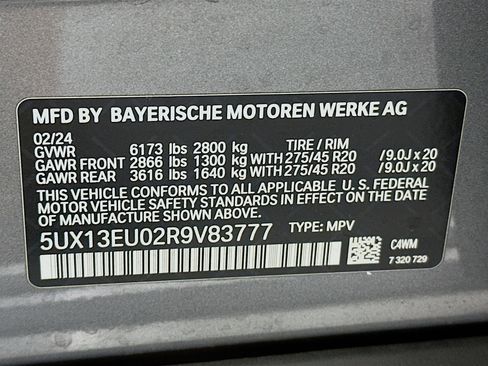 MFD BY BAYERISCHE MOTOREN WERKE AG
02/24
GVWR 6173 lbs 2800 kg TIRE / RIM
GAWR FRONT 2866 lbs 1300 kg WITH 275/45 R20 /9.0J x 20
GAWR REAR 3616 lbs 1640 kg WITH 275/45 R20 /9.0J x 20
THIS VEHICLE CONFORMS TO ALL APPLICABLE U. S. FEDERAL
MOTOR VEHICLE SAFETY STANDARDS
IN EFFECT ON THE DATE OF MANUFACTURE SHOWN ABOVE.
5UX13EU02R9V83777 TYPE: MPV
C4WM
7 320 729